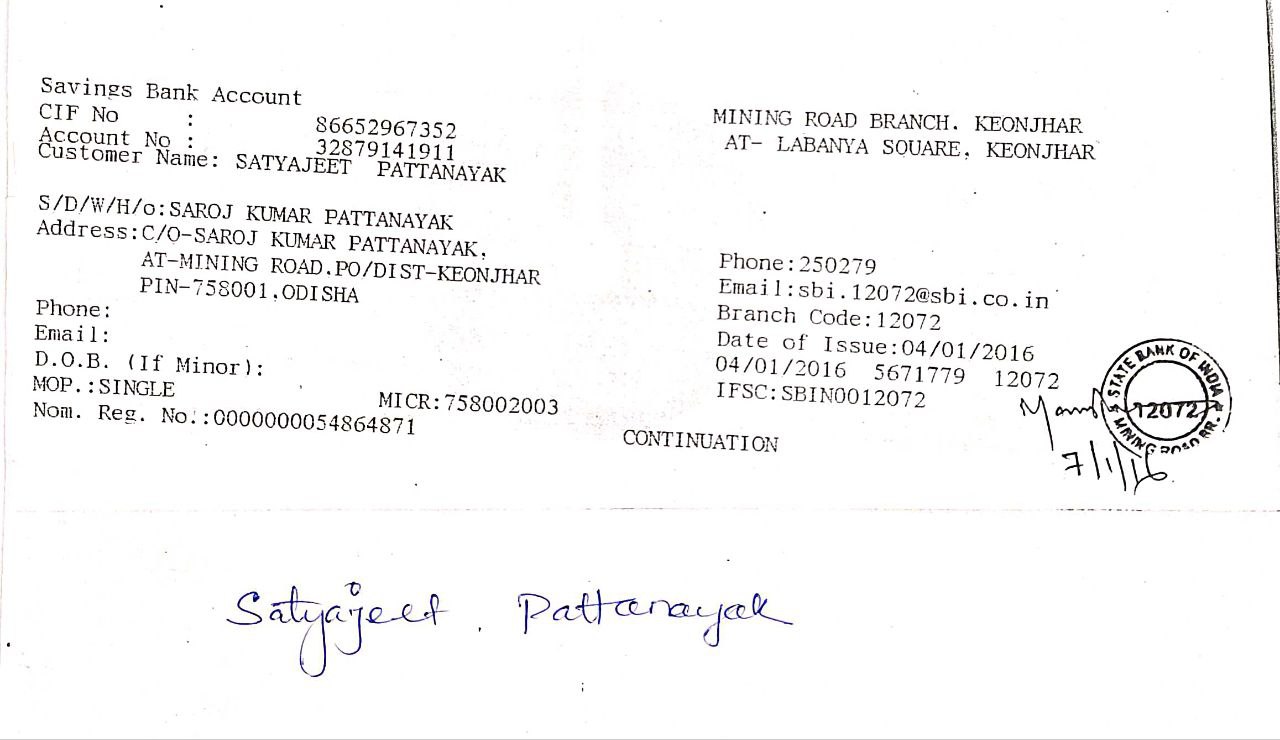 Savings Bank Account
CIF No : 86652967352
Account No : 32879141911
Customer Name: SATYAJEET PATTANAYAK
S/D/W/H/o:SAROJ KUMAR PATTANAYAK
Address:C/O-SAROJ KUMAR PATTANAYAK,
AT-MINING ROAD.PO/DIST-KEONJHAR
PIN-758001,ODISHA
Phone:
Email:
D.O.B. (If Minor):
MOP.:SINGLE
MICR:758002003
Nom. Reg. No.:0000000054864871
MINING ROAD BRANCH. KEONJHAR
AT- LABANYA SQUARE, KEONJHAR
Phone:250279
Email:sbi.12072@sbi.co.in
Branch Code:12072
Date of Issue:04/01/2016
04/01/2016 5671779 12072
IFSC:SBIN0012072
CONTINUATION
STATE BANK OF INDIA
12072
MINING ROAD BR.
7/1/16
Satyajeet . Pattanayak